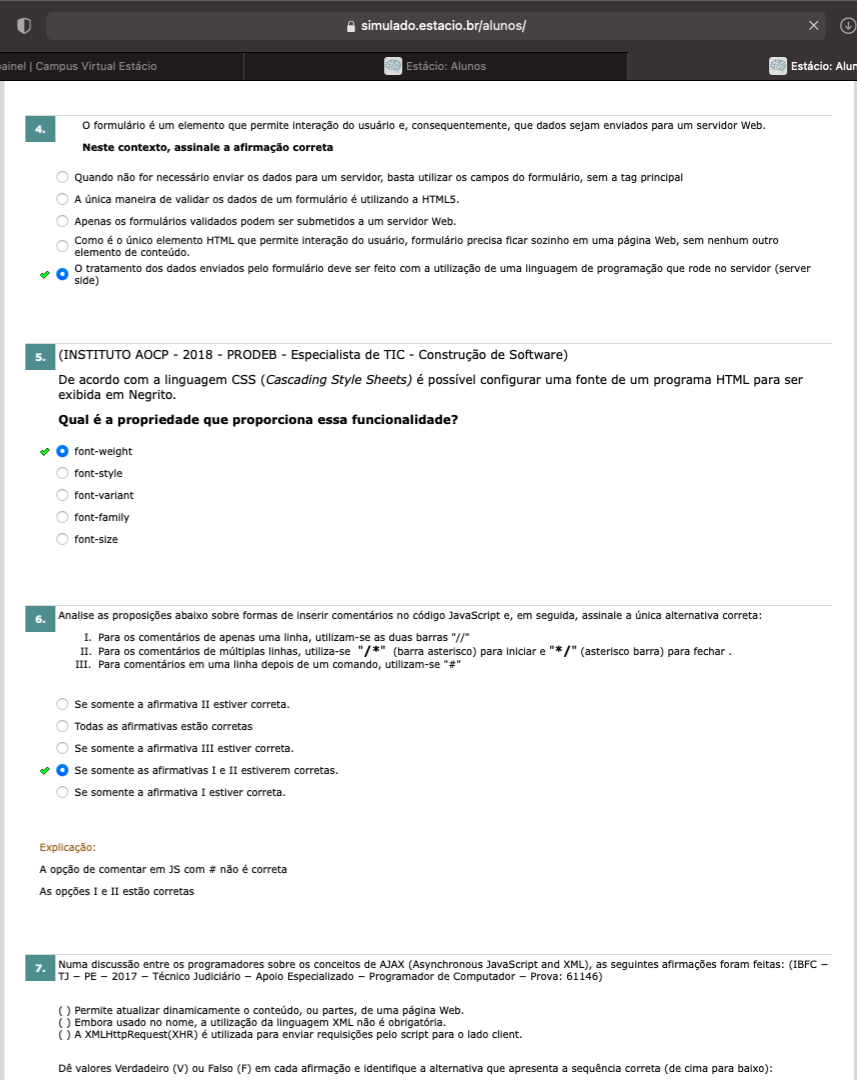 simulado.estacio.br/alunos/
ainel | Campus Virtual Estácio
Estácio: Alunos
Estácio: Alun
4.
O formulário é um elemento que permite interação do usuário e, consequentemente, que dados sejam enviados para um servidor Web.
Neste contexto, assinale a afirmação correta
Quando não for necessário enviar os dados para um servidor, basta utilizar os campos do formulário, sem a tag principal
A única maneira de validar os dados de um formulário é utilizando a HTML5.
Apenas os formulários validados podem ser submetidos a um servidor Web.
Como é o único elemento HTML que permite interação do usuário, formulário precisa ficar sozinho em uma página Web, sem nenhum outro
elemento de conteúdo.
O tratamento dos dados enviados pelo formulário deve ser feito com a utilização de uma linguagem de programação que rode no servidor (server
side)
5.
(INSTITUTO AOCP - 2018 - PRODEB - Especialista de TIC - Construção de Software)
De acordo com a linguagem CSS (Cascading Style Sheets) é possível configurar uma fonte de um programa HTML para ser
exibida em Negrito.
Qual é a propriedade que proporciona essa funcionalidade?
font-weight
font-style
font-variant
font-family
font-size
6.
Analise as proposições abaixo sobre formas de inserir comentários no código JavaScript e, em seguida, assinale a única alternativa correta:
I. Para os comentários de apenas uma linha, utilizam-se as duas barras "//"
II. Para os comentários de múltiplas linhas, utiliza-se "/*" (barra asterisco) para iniciar e "*/" (asterisco barra) para fechar .
III. Para comentários em uma linha depois de um comando, utilizam-se "#"
Se somente a afirmativa II estiver correta.
Todas as afirmativas estão corretas
Se somente a afirmativa III estiver correta.
Se somente as afirmativas I e II estiverem corretas.
Se somente a afirmativa I estiver correta.
Explicação:
A opção de comentar em JS com # não é correta
As opções I e II estão corretas
7.
Numa discussão entre os programadores sobre os conceitos de AJAX (Asynchronous JavaScript and XML), as seguintes afirmações foram feitas: (IBFC −
TJ − PE − 2017 − Técnico Judiciário − Apoio Especializado − Programador de Computador − Prova: 61146)
( ) Permite atualizar dinamicamente o conteúdo, ou partes, de uma página Web.
( ) Embora usado no nome, a utilização da linguagem XML não é obrigatória.
( ) A XMLHttpRequest(XHR) é utilizada para enviar requisições pelo script para o lado client.
Dê valores Verdadeiro (V) ou Falso (F) em cada afirmação e identifique a alternativa que apresenta a sequência correta (de cima para baixo):